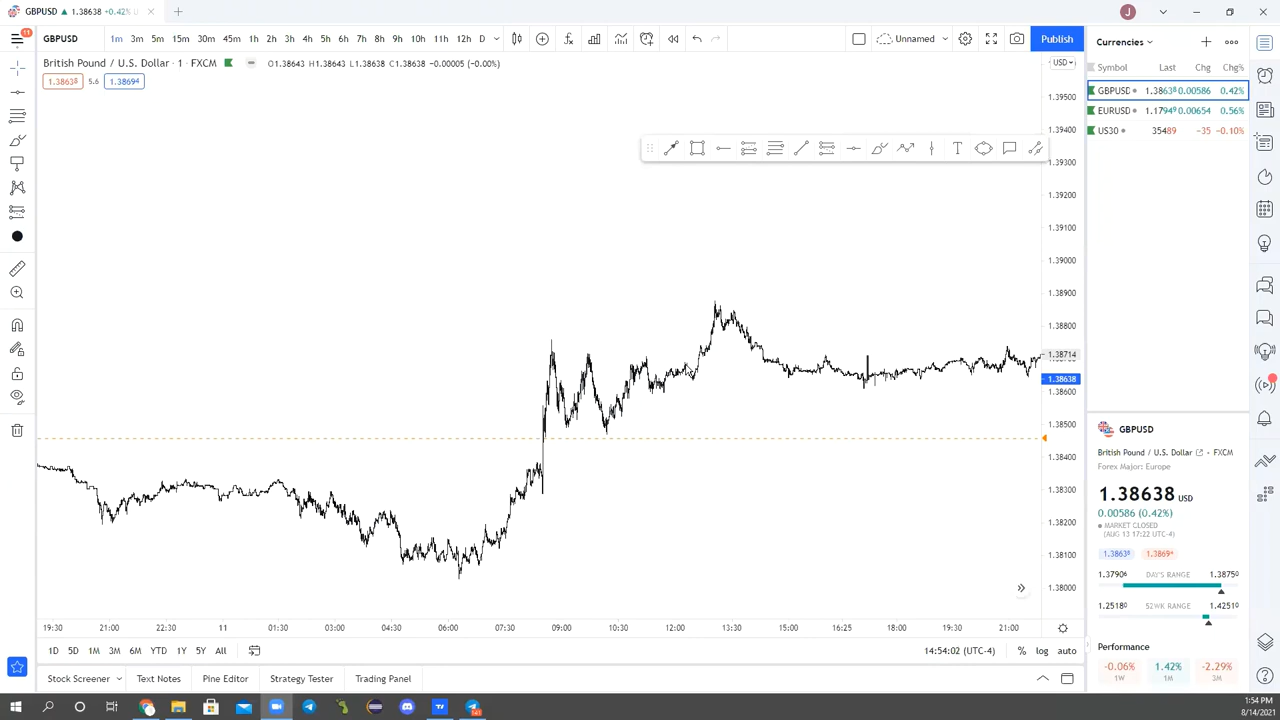 GBPUSD ▲ 1.38638 +0.42% U
J
11
GBPUSD 1m 3m 5m 15m 30m 45m 1h 2h 3h 4h 5h 6h 7h 8h 9h 10h 11h 12h D Unnamed Publish
Currencies
British Pound / U.S. Dollar · 1 · FXCM O1.38643 H1.38643 L1.38638 C1.38638 −0.00005 (−0.00%)
1.38638 5.6 1.38694
USD
Symbol Last Chg Chg%
GBPUSD 1.38638 0.00586 0.42%
EURUSD 1.17949 0.00654 0.56%
US30 35489 −35 −0.10%
1.39500
1.39400
1.39300
1.39200
1.39100
1.39000
1.38900
1.38800
1.38714
1.38638
1.38600
1.38500
1.38400
1.38300
1.38200
1.38100
1.38000
GBPUSD
British Pound / U.S. Dollar • FXCM
Forex Major: Europe
1.38638 USD
0.00586 (0.42%)
MARKET CLOSED
(AUG 13 17:22 UTC-4)
1.38638 1.38694
1.37906 DAY'S RANGE 1.38750
1.25180 52WK RANGE 1.42510
Performance
-0.06% 1.42% -2.29%
1W 1M 3M
19:30 21:00 22:30 11 01:30 03:00 04:30 06:00 07:30 09:00 10:30 12:00 13:30 15:00 16:25 18:00 19:30 21:00
1D 5D 1M 3M 6M YTD 1Y 5Y All 14:54:02 (UTC-4) % log auto
Stock Screener Text Notes Pine Editor Strategy Tester Trading Panel
1:54 PM
8/14/2021